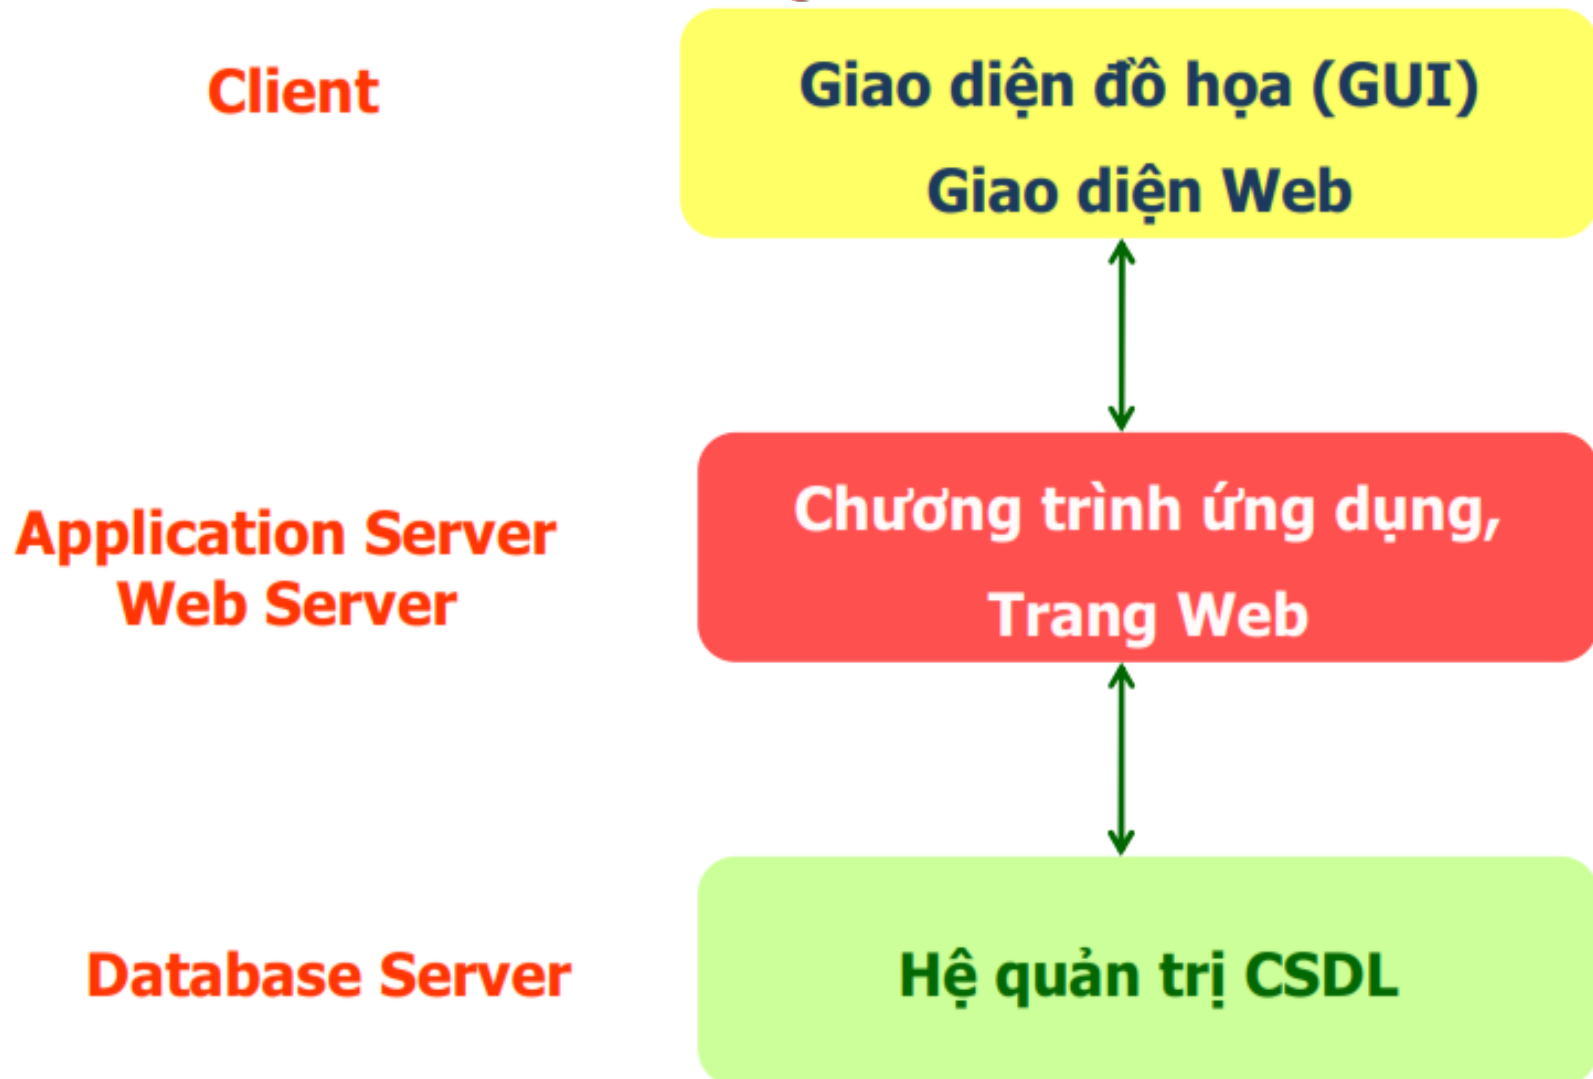 Client
Giao diện đồ họa (GUI)
Giao diện Web
Application Server
Web Server
Chương trình ứng dụng,
Trang Web
Database Server
Hệ quản trị CSDL